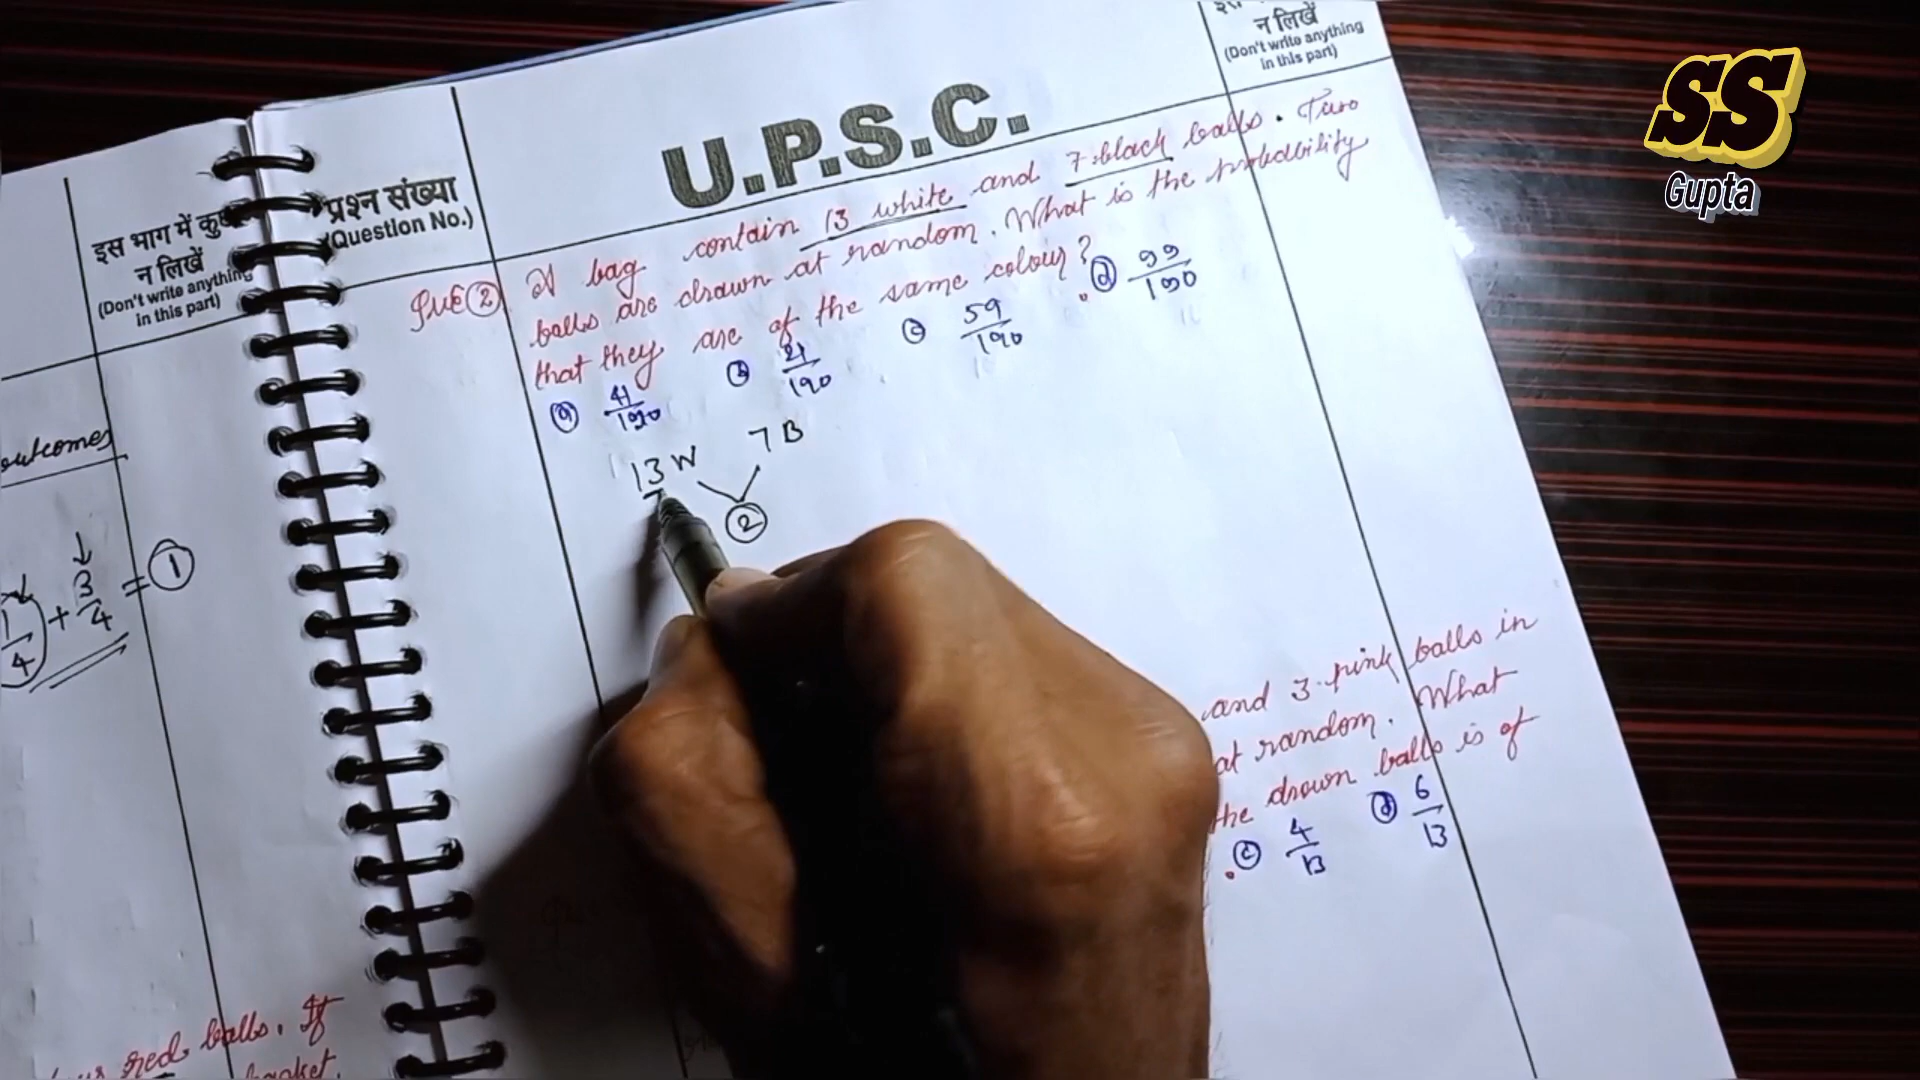 इस भाग में कु
न लिखें
(Don't write anything
in this part)
outcomes
1/4 + 3/4 = 1
red balls. If
basket.
प्रश्न संख्या
(Question No.)
U.P.S.C.
न लिखें
(Don't write anything
in this part)
QUE 2 A bag contain 13 white and 7 black balls. Two
balls are drawn at random. What is the probability
that they are of the same colour?
(a) 41/190 (b) 21/190 (c) 59/190 (d) 99/190
13 W 7 B
2
and 3 pink balls in
at random. What
the drown balls is of
(c) 4/13 (d) 6/13
SS
Gupta